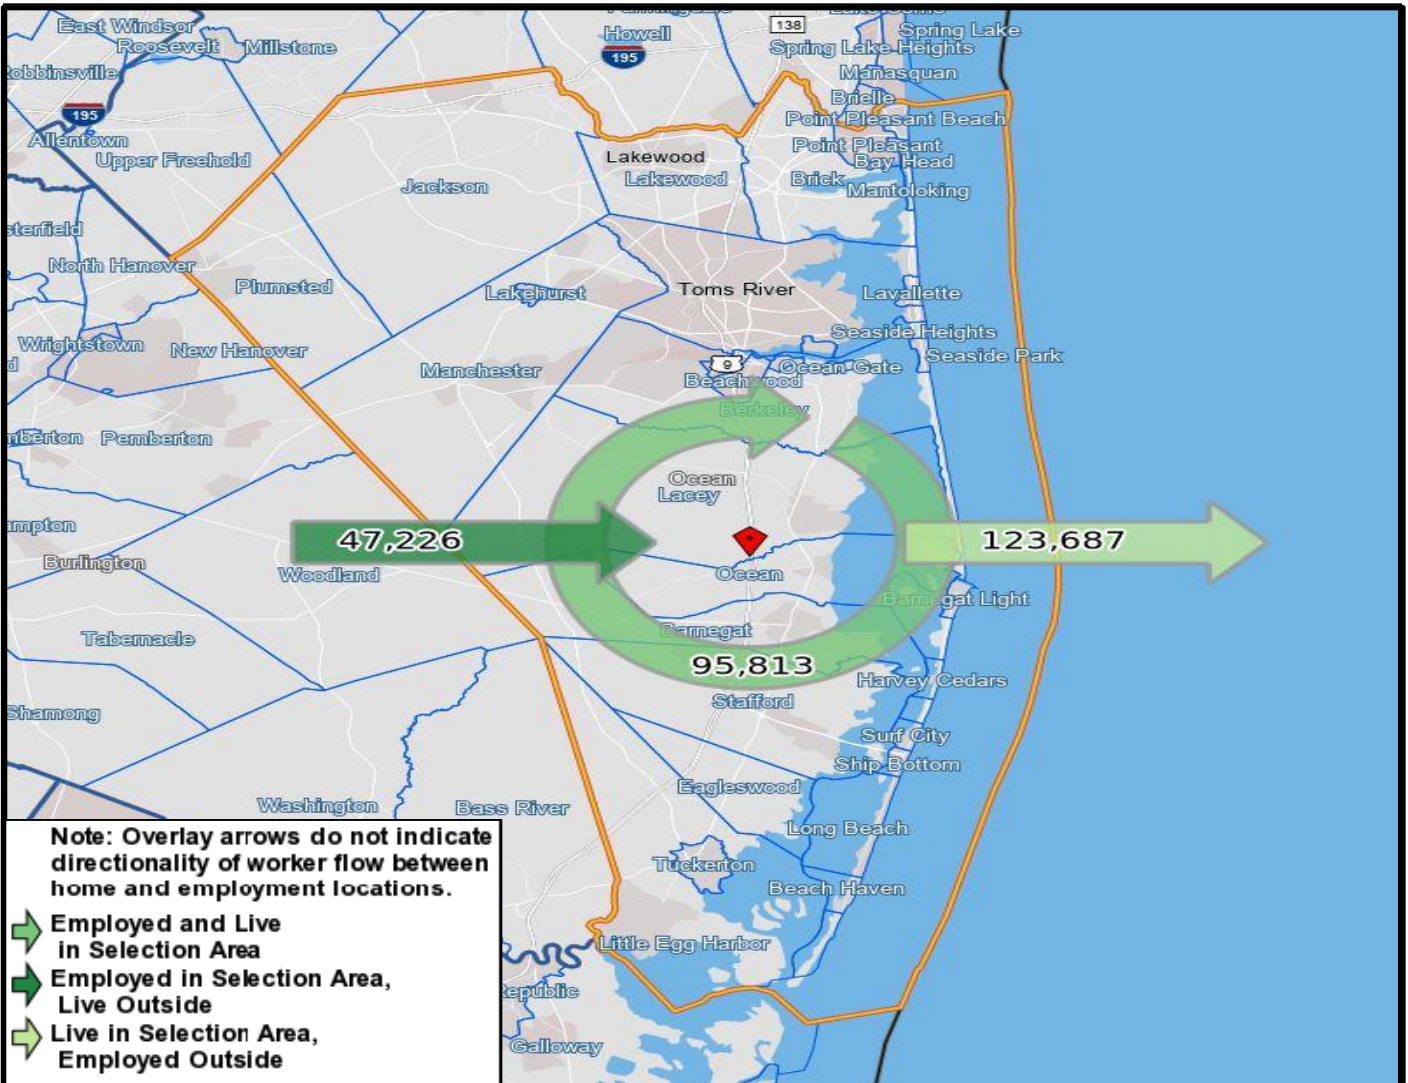 East Windsor
Roosevelt
Millstone
Howell
138
Spring Lake
Spring Lake Heights
195
Manasquan
Brielle
195
Point Pleasant Beach
Allentown
Point Pleasant
Upper Freehold
Lakewood
Bay Head
Lakewood
Brick
Jackson
Mantoloking
North Hanover
Plumsted
Lakehurst
Toms River
Lavallette
Seaside Heights
Wrightstown
New Hanover
Seaside Park
9
Ocean Gate
Manchester
Beachwood
Berkeley
Pemberton
Ocean
Lacey
47,226
123,687
Burlington
Woodland
Ocean
Barnegat Light
Barnegat
Tabernacle
95,813
Harvey Cedars
Stafford
Shamong
Surf City
Ship Bottom
Eagleswood
Washington
Bass River
Long Beach
Tuckerton
Beach Haven
Little Egg Harbor
Republic
Galloway
Note: Overlay arrows do not indicate
directionality of worker flow between
home and employment locations.
Employed and Live
in Selection Area
Employed in Selection Area,
Live Outside
Live in Selection Area,
Employed Outside